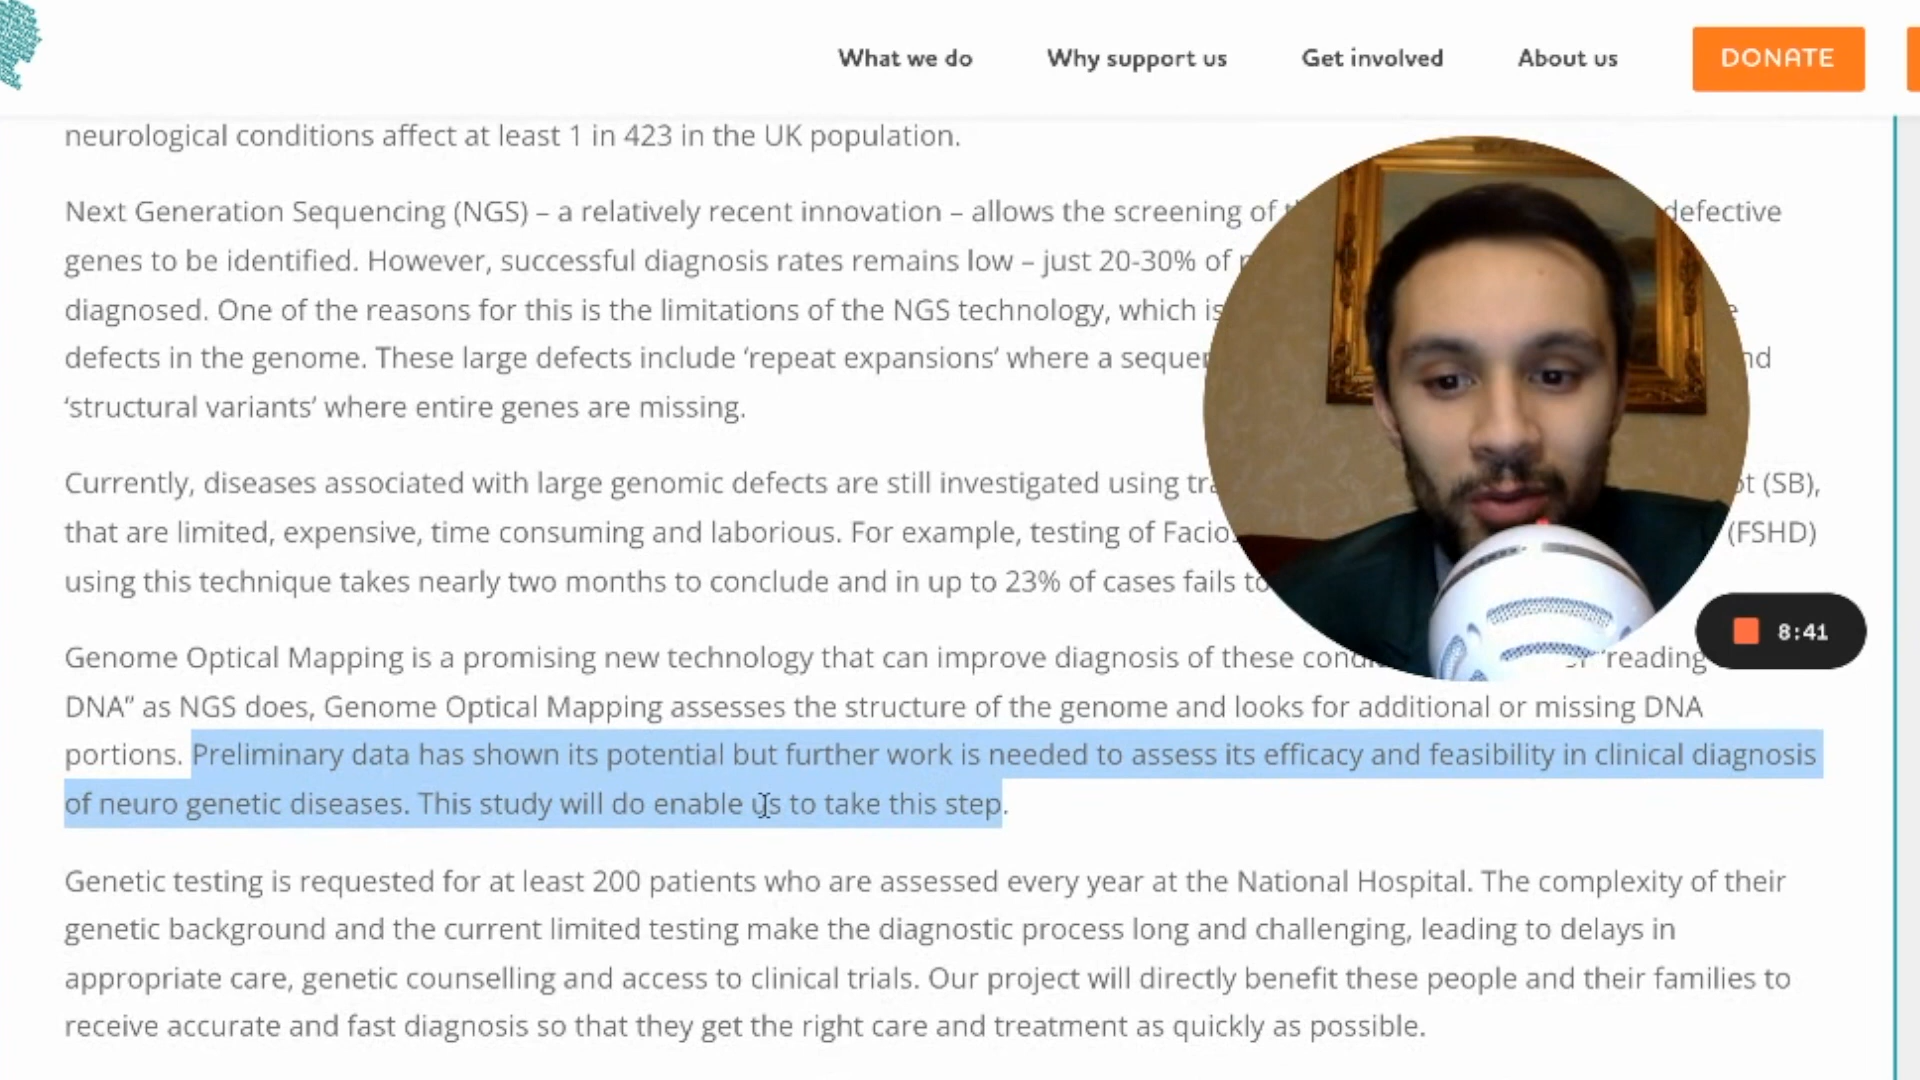 What we do Why support us Get involved About us DONATE
neurological conditions affect at least 1 in 423 in the UK population.
Next Generation Sequencing (NGS) – a relatively recent innovation – allows the screening of defective
genes to be identified. However, successful diagnosis rates remains low – just 20-30% of
diagnosed. One of the reasons for this is the limitations of the NGS technology, which is
defects in the genome. These large defects include ‘repeat expansions’ where a
‘structural variants’ where entire genes are missing.
Currently, diseases associated with large genomic defects are still investigated using (SB),
that are limited, expensive, time consuming and laborious. For example, testing of (FSHD)
using this technique takes nearly two months to conclude and in up to 23% of cases fails to
8:41
Genome Optical Mapping is a promising new technology that can improve diagnosis of these “reading
DNA” as NGS does, Genome Optical Mapping assesses the structure of the genome and looks for additional or missing DNA
portions. Preliminary data has shown its potential but further work is needed to assess its efficacy and feasibility in clinical diagnosis
of neuro genetic diseases. This study will do enable us to take this step.
Genetic testing is requested for at least 200 patients who are assessed every year at the National Hospital. The complexity of their
genetic background and the current limited testing make the diagnostic process long and challenging, leading to delays in
appropriate care, genetic counselling and access to clinical trials. Our project will directly benefit these people and their families to
receive accurate and fast diagnosis so that they get the right care and treatment as quickly as possible.